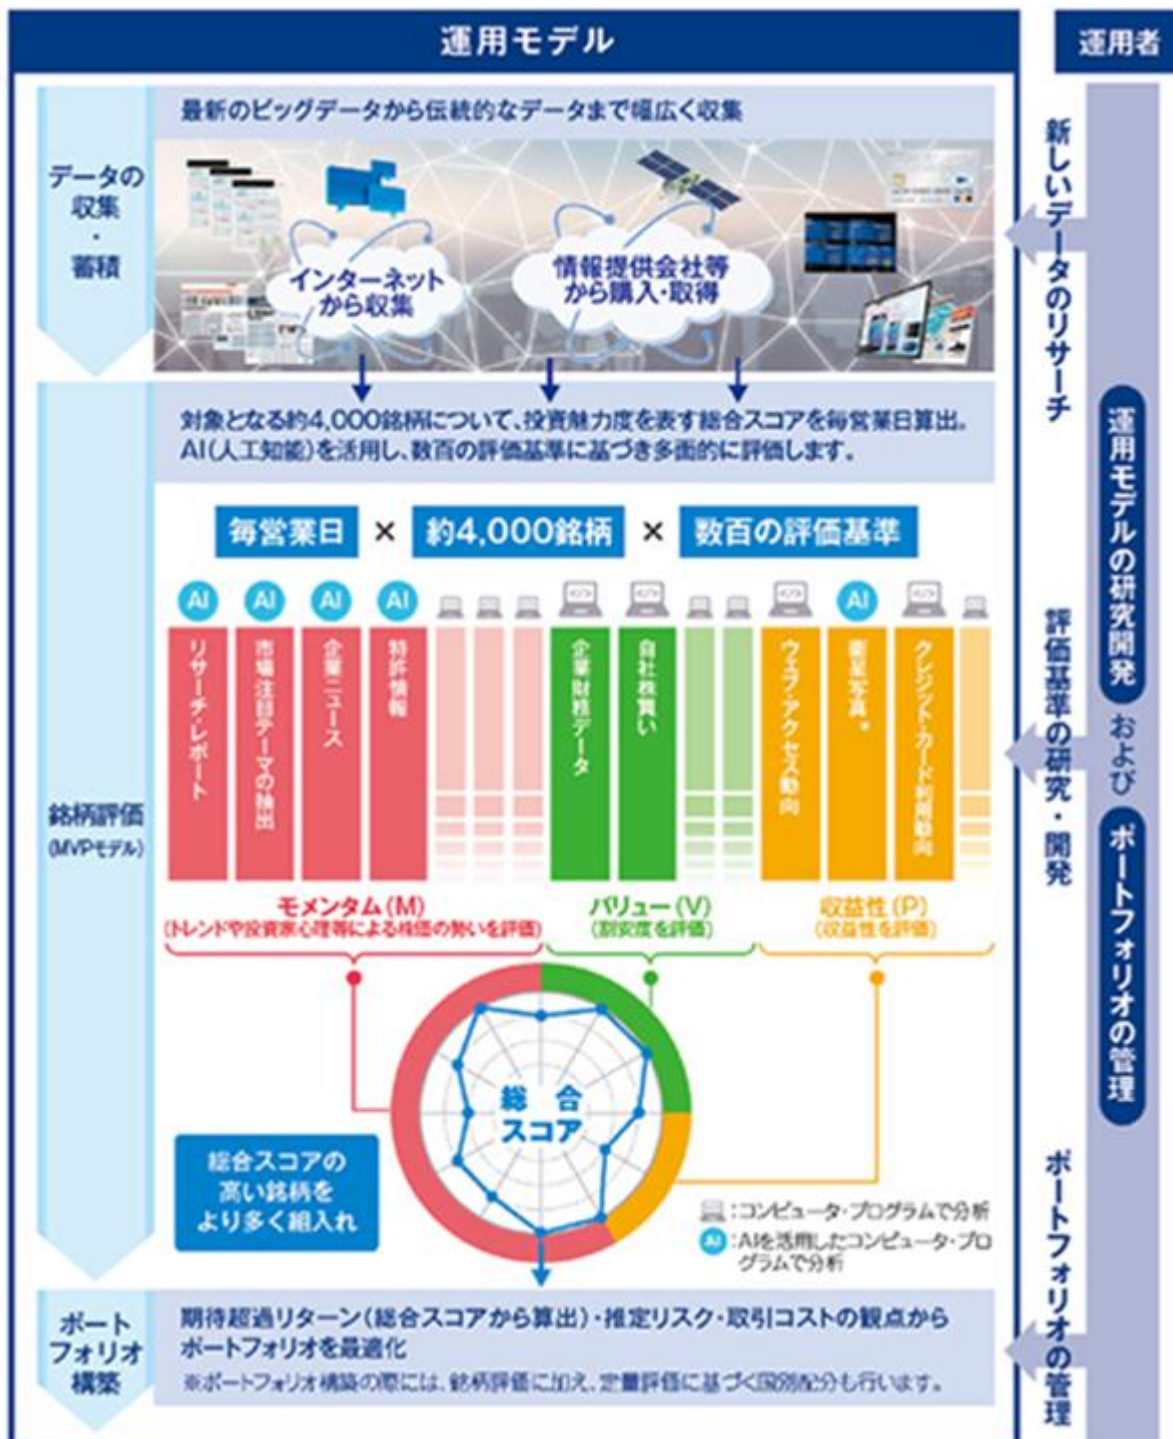 運用モデル
運用者
データの
収集
・
蓄積
最新のビッグデータから伝統的なデータまで幅広く収集
インターネット
から収集
情報提供会社等
から購入・取得
新しいデータのリサーチ
銘柄評価
(MVPモデル)
対象となる約4,000銘柄について、投資魅力度を表す総合スコアを毎営業日算出。
AI(人工知能)を活用し、数百の評価基準に基づき多面的に評価します。
毎営業日 × 約4,000銘柄 × 数百の評価基準
AI
AI
AI
AI
AI
リサーチ・レポート
市場注目テーマの抽出
企業ニュース
特許情報
企業財務データ
自社株買い
ウェブ・アクセス動向
衛星写真*
クレジット・カード利用動向
モメンタム(M)
(トレンドや投資家心理等による株価の勢いを評価)
バリュー(V)
(割安度を評価)
収益性(P)
(収益性を評価)
総合
スコア
総合スコアの
高い銘柄を
より多く組入れ
:コンピュータ・プログラムで分析
AI:AIを活用したコンピュータ・プロ
グラムで分析
評価基準の研究・開発
運用モデルの研究開発 および ポートフォリオの管理
ポート
フォリオ
構築
期待超過リターン(総合スコアから算出)・推定リスク・取引コストの観点から
ポートフォリオを最適化
※ポートフォリオ構築の際には、銘柄評価に加え、定量評価に基づく国別配分も行います。
ポートフォリオの管理